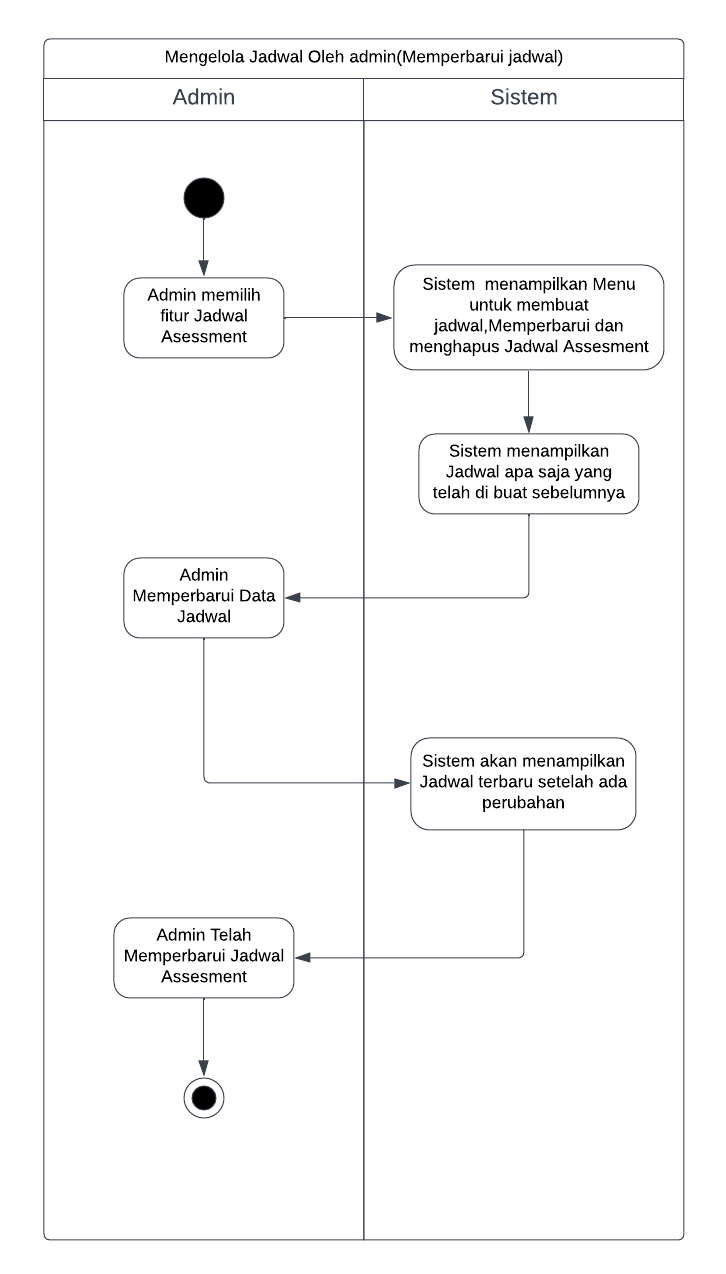 Mengelola Jadwal Oleh admin(Memperbarui jadwal)
Admin
Sistem
Admin memilih
fitur Jadwal
Asessment
Sistem  menampilkan Menu
untuk membuat
jadwal,Memperbarui dan
menghapus Jadwal Assesment
Sistem menampilkan
Jadwal apa saja yang
telah di buat sebelumnya
Admin
Memperbarui Data
Jadwal
Sistem akan menampilkan
Jadwal terbaru setelah ada
perubahan
Admin Telah
Memperbarui Jadwal
Assesment